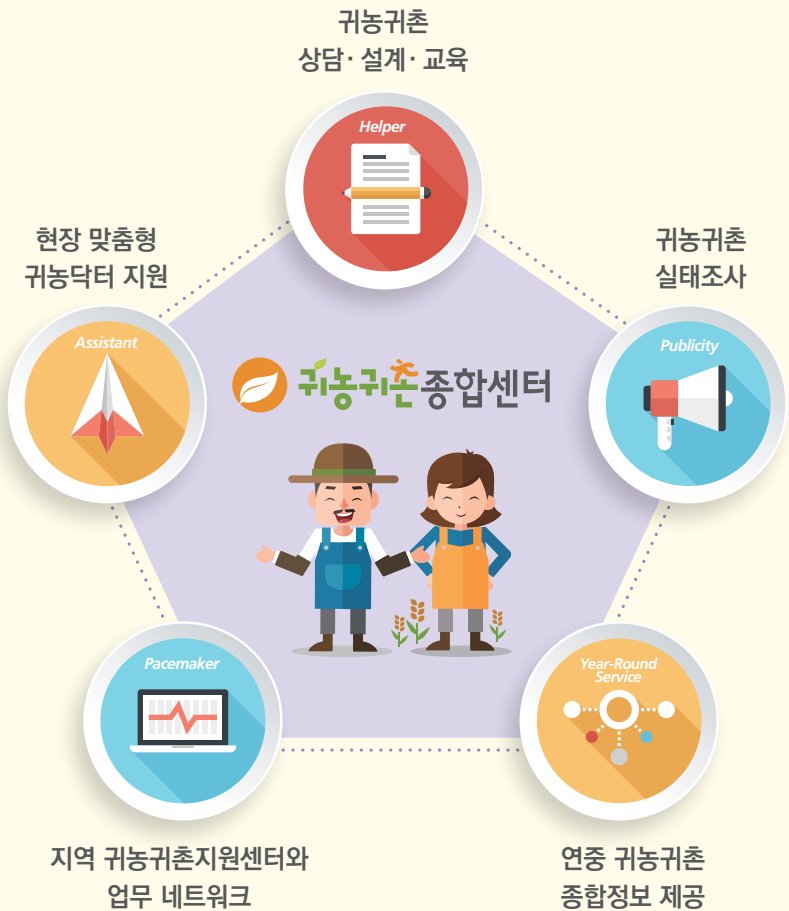 귀농귀촌
상담· 설계· 교육
Helper
현장 맞춤형
귀농닥터 지원
귀농귀촌
실태조사
Assistant
Publicity
귀농귀촌종합센터
Pacemaker
Year-Round
Service
지역 귀농귀촌지원센터와
업무 네트워크
연중 귀농귀촌
종합정보 제공